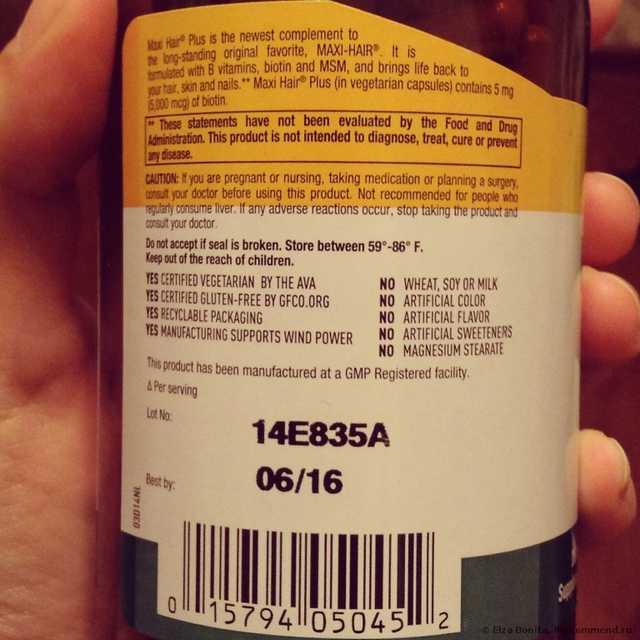 Maxi Hair® Plus is the newest complement to
the long-standing original favorite, MAXI-HAIR®. It is
formulated with B vitamins, biotin and MSM, and brings life back to
your hair, skin and nails.** Maxi Hair® Plus (in vegetarian capsules) contains 5 mg
(5,000 mcg) of biotin.
** These statements have not been evaluated by the Food and Drug
Administration. This product is not intended to diagnose, treat, cure or prevent
any disease.
CAUTION: If you are pregnant or nursing, taking medication or planning a surgery,
consult your doctor before using this product. Not recommended for people who
regularly consume liver. If any adverse reactions occur, stop taking the product and
consult your doctor.
Do not accept if seal is broken. Store between 59°-86° F.
Keep out of the reach of children.
YES CERTIFIED VEGETARIAN BY THE AVA
YES CERTIFIED GLUTEN-FREE BY GFCO.ORG
YES RECYCLABLE PACKAGING
YES MANUFACTURING SUPPORTS WIND POWER
NO WHEAT, SOY OR MILK
NO ARTIFICIAL COLOR
NO ARTIFICIAL FLAVOR
NO ARTIFICIAL SWEETENERS
NO MAGNESIUM STEARATE
This product has been manufactured at a GMP Registered facility.
Δ Per serving
Lot No:
14E835A
Best by:
06/16
03D14NL
0 15794 05045 2
© Elza Bonita, IRecommend.ru